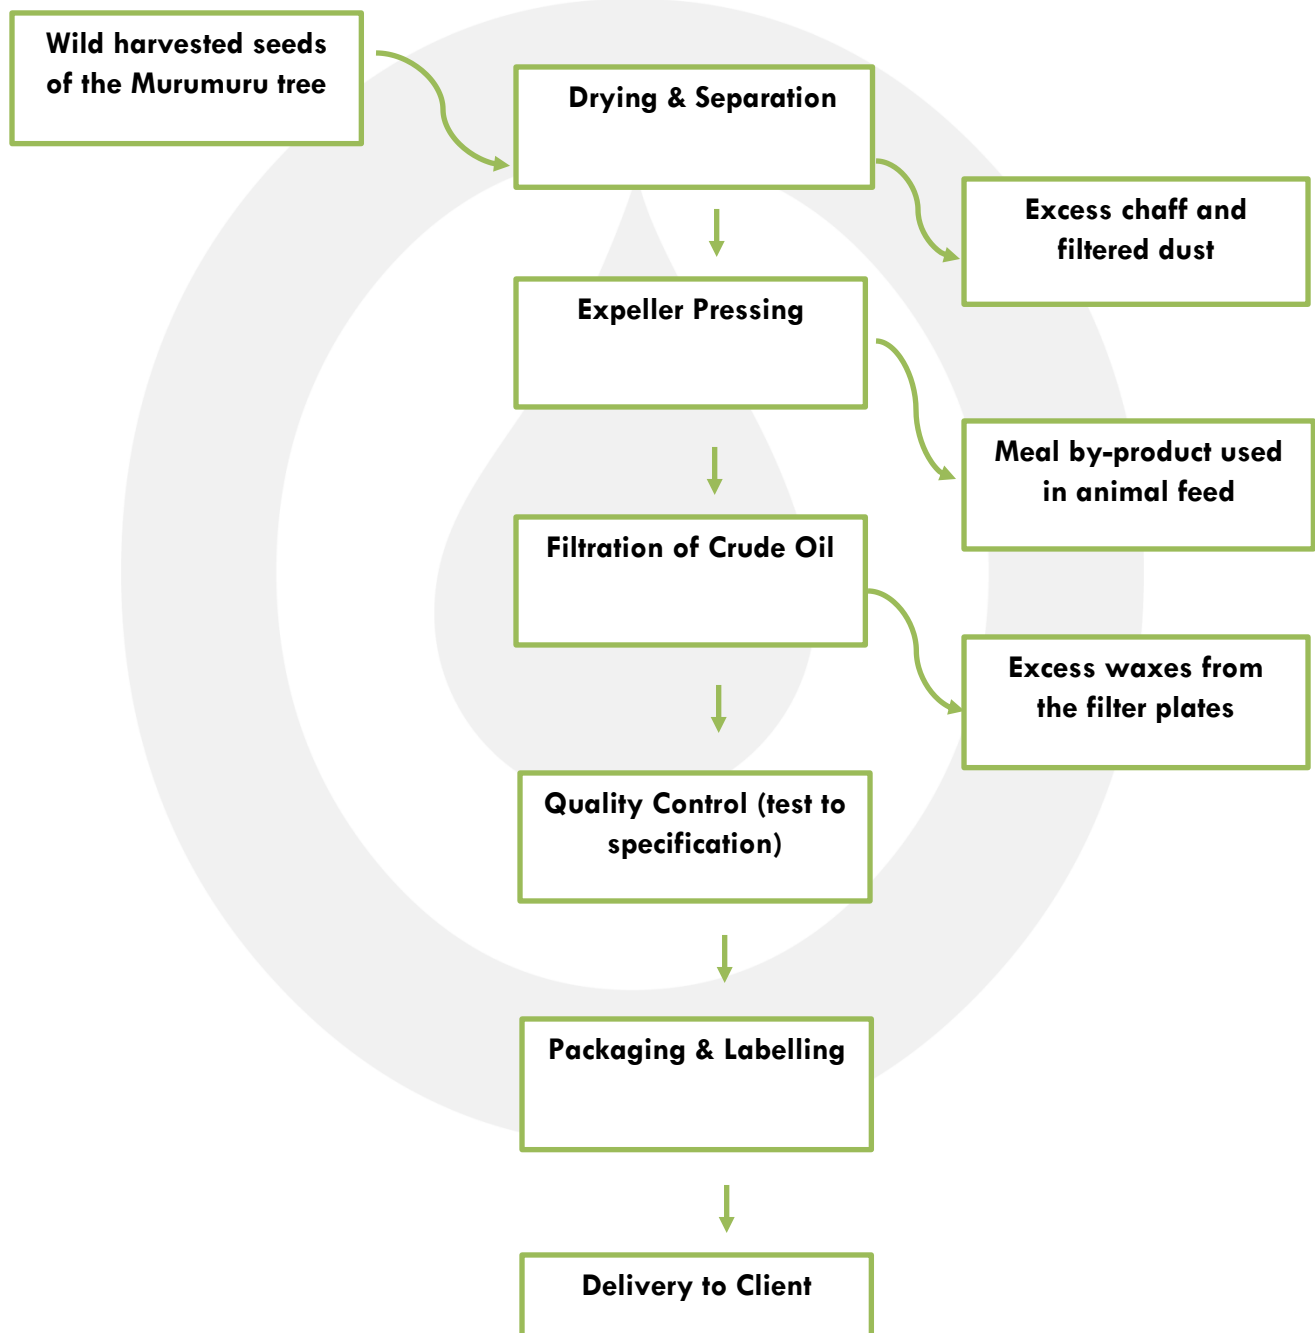 Wild harvested seeds
of the Murumuru tree
Drying & Separation
Excess chaff and
filtered dust
Expeller Pressing
Meal by-product used
in animal feed
Filtration of Crude Oil
Excess waxes from
the filter plates
Quality Control (test to
specification)
Packaging & Labelling
Delivery to Client